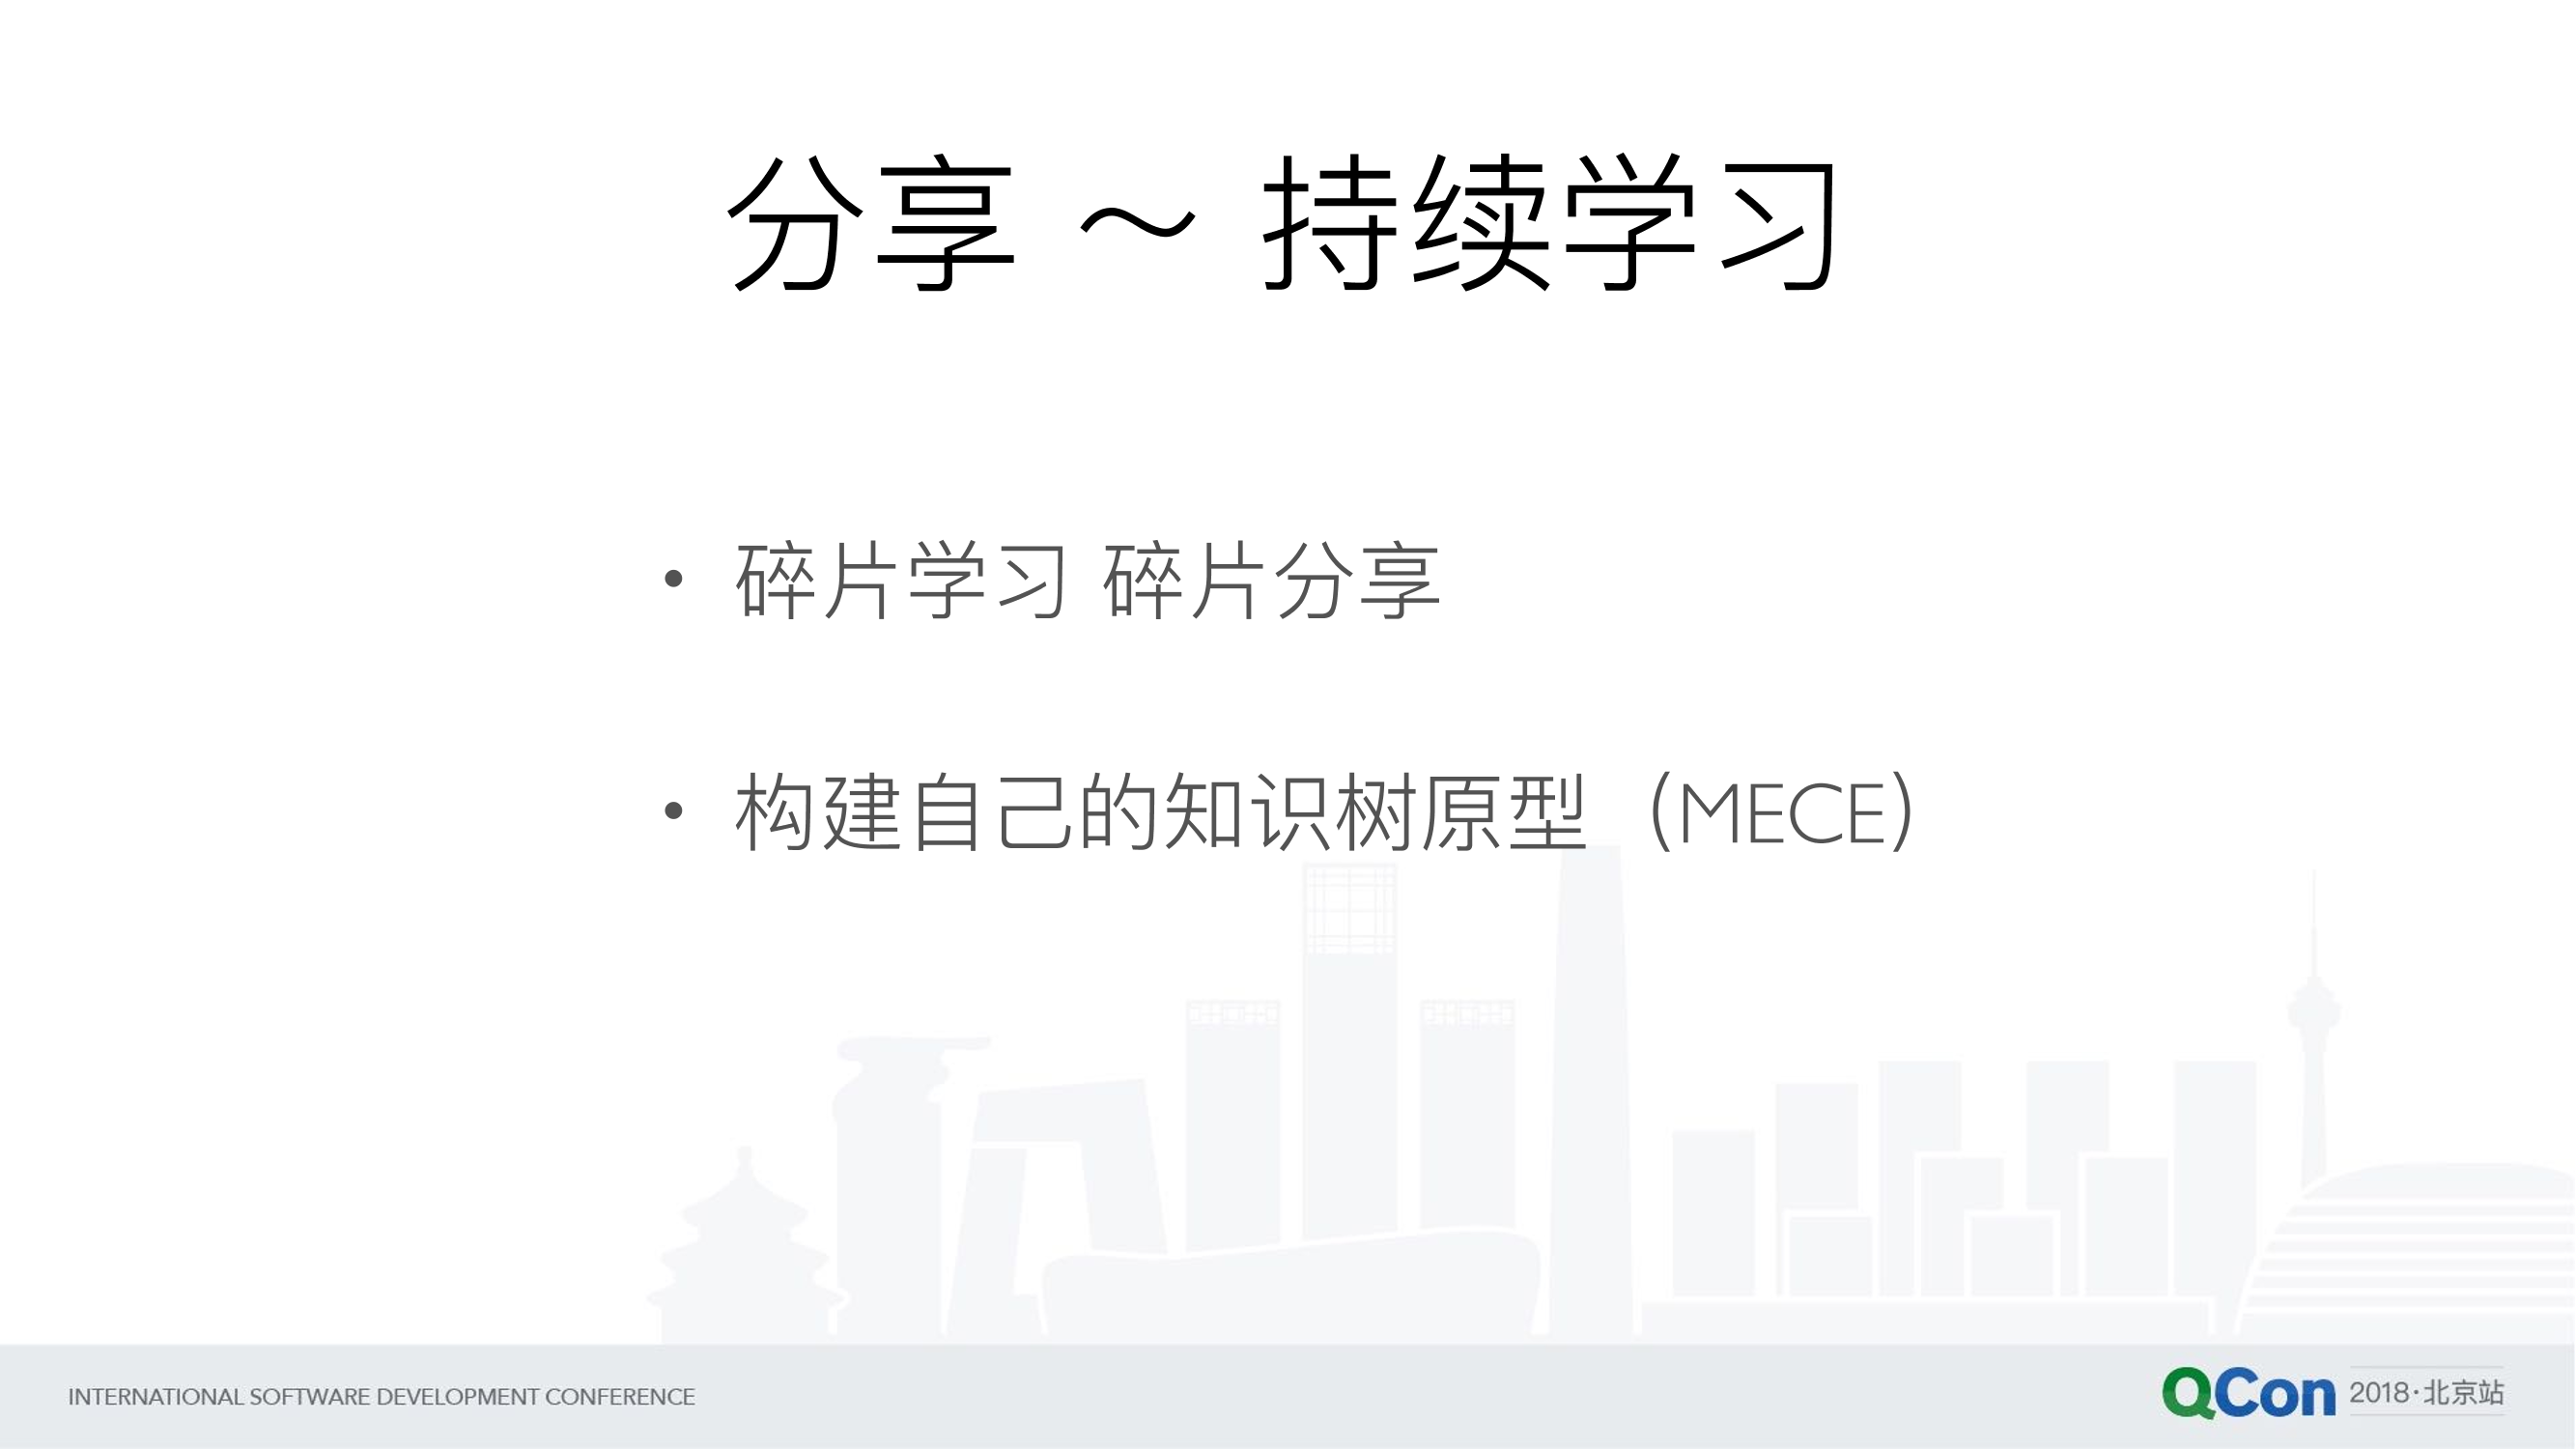 分享 ～ 持续学习
• 碎片学习 碎片分享
• 构建自己的知识树原型（MECE）
INTERNATIONAL SOFTWARE DEVELOPMENT CONFERENCE
QCon 2018·北京站